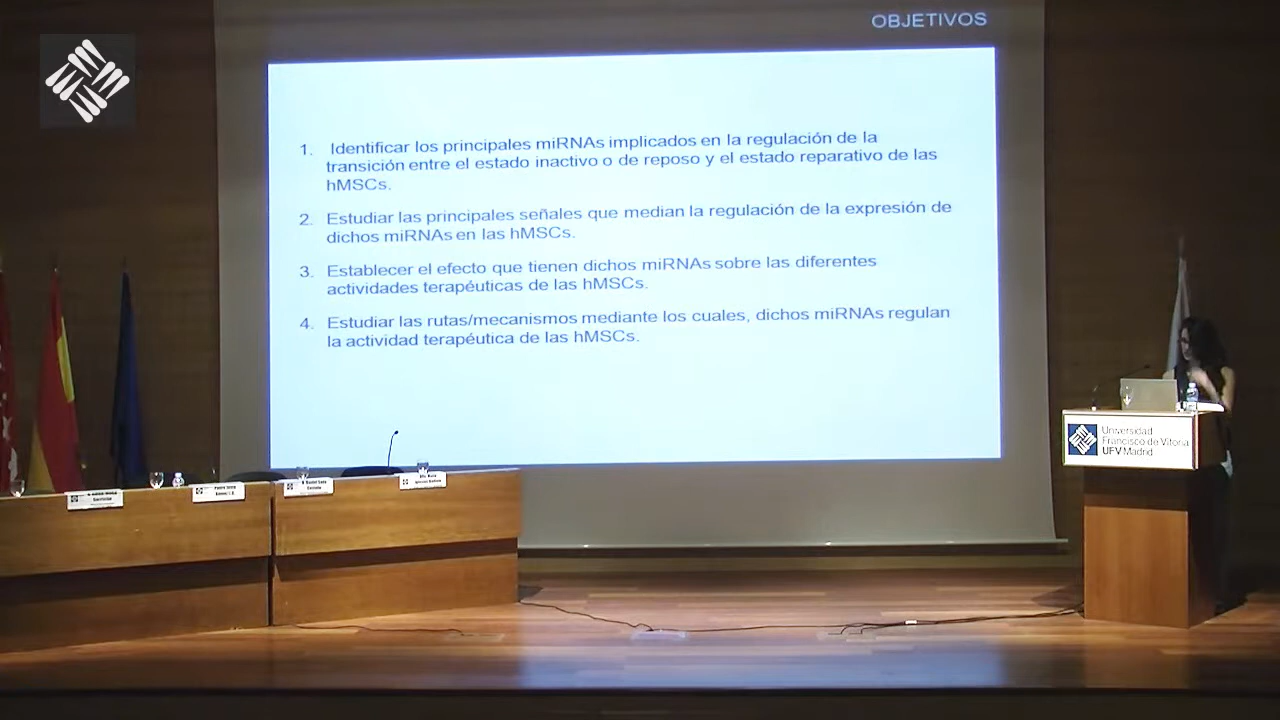 OBJETIVOS
1. Identificar los principales miRNAs implicados en la regulación de la
transición entre el estado inactivo o de reposo y el estado reparativo de las
hMSCs.
2. Estudiar las principales señales que median la regulación de la expresión de
dichos miRNAs en las hMSCs.
3. Establecer el efecto que tienen dichos miRNAs sobre las diferentes
actividades terapéuticas de las hMSCs.
4. Estudiar las rutas/mecanismos mediante los cuales, dichos miRNAs regulan
la actividad terapéutica de las hMSCs.
Universidad
Francisco de Vitoria
UFV Madrid